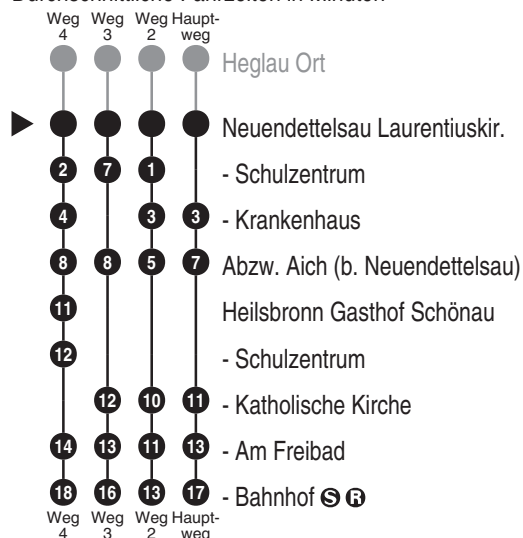 Durchschnittliche Fahrzeiten in Minuten
Weg 4 Weg 3 Weg 2 Haupt-weg
Heglau Ort
Neuendettelsau Laurentiuskir.
2 7 1 - Schulzentrum
4 3 3 - Krankenhaus
8 8 5 7 Abzw. Aich (b. Neuendettelsau)
11 Heilsbronn Gasthof Schönau
12 - Schulzentrum
12 10 11 - Katholische Kirche
14 13 11 13 - Am Freibad
18 16 13 17 - Bahnhof S R
Weg 4 Weg 3 Weg 2 Haupt-weg